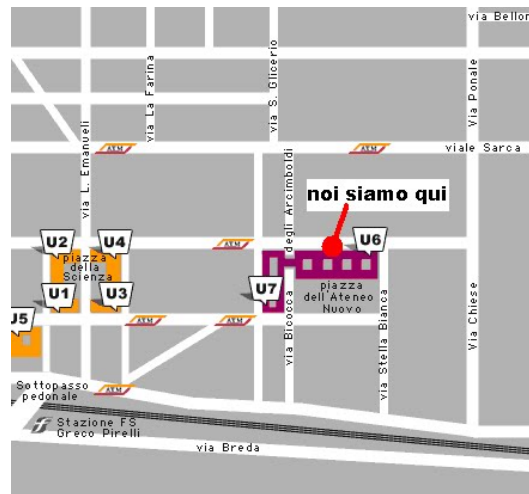 via Bellor
via La Farina
via S. Glicerio
Via Ponale
via L. Emanueli
ATM
ATM
viale Sarca
degli Arcimboldi
noi siamo qui
U2
U4
ATM
U6
piazza
della
Scienza
U1
U3
U7
piazza
dell'Ateneo
Nuovo
U5
ATM
ATM
via Bicocca
via Stella Bianca
Via Chiese
Sottopasso
pedonale
ATM
Stazione FS
Greco Pirelli
via Breda